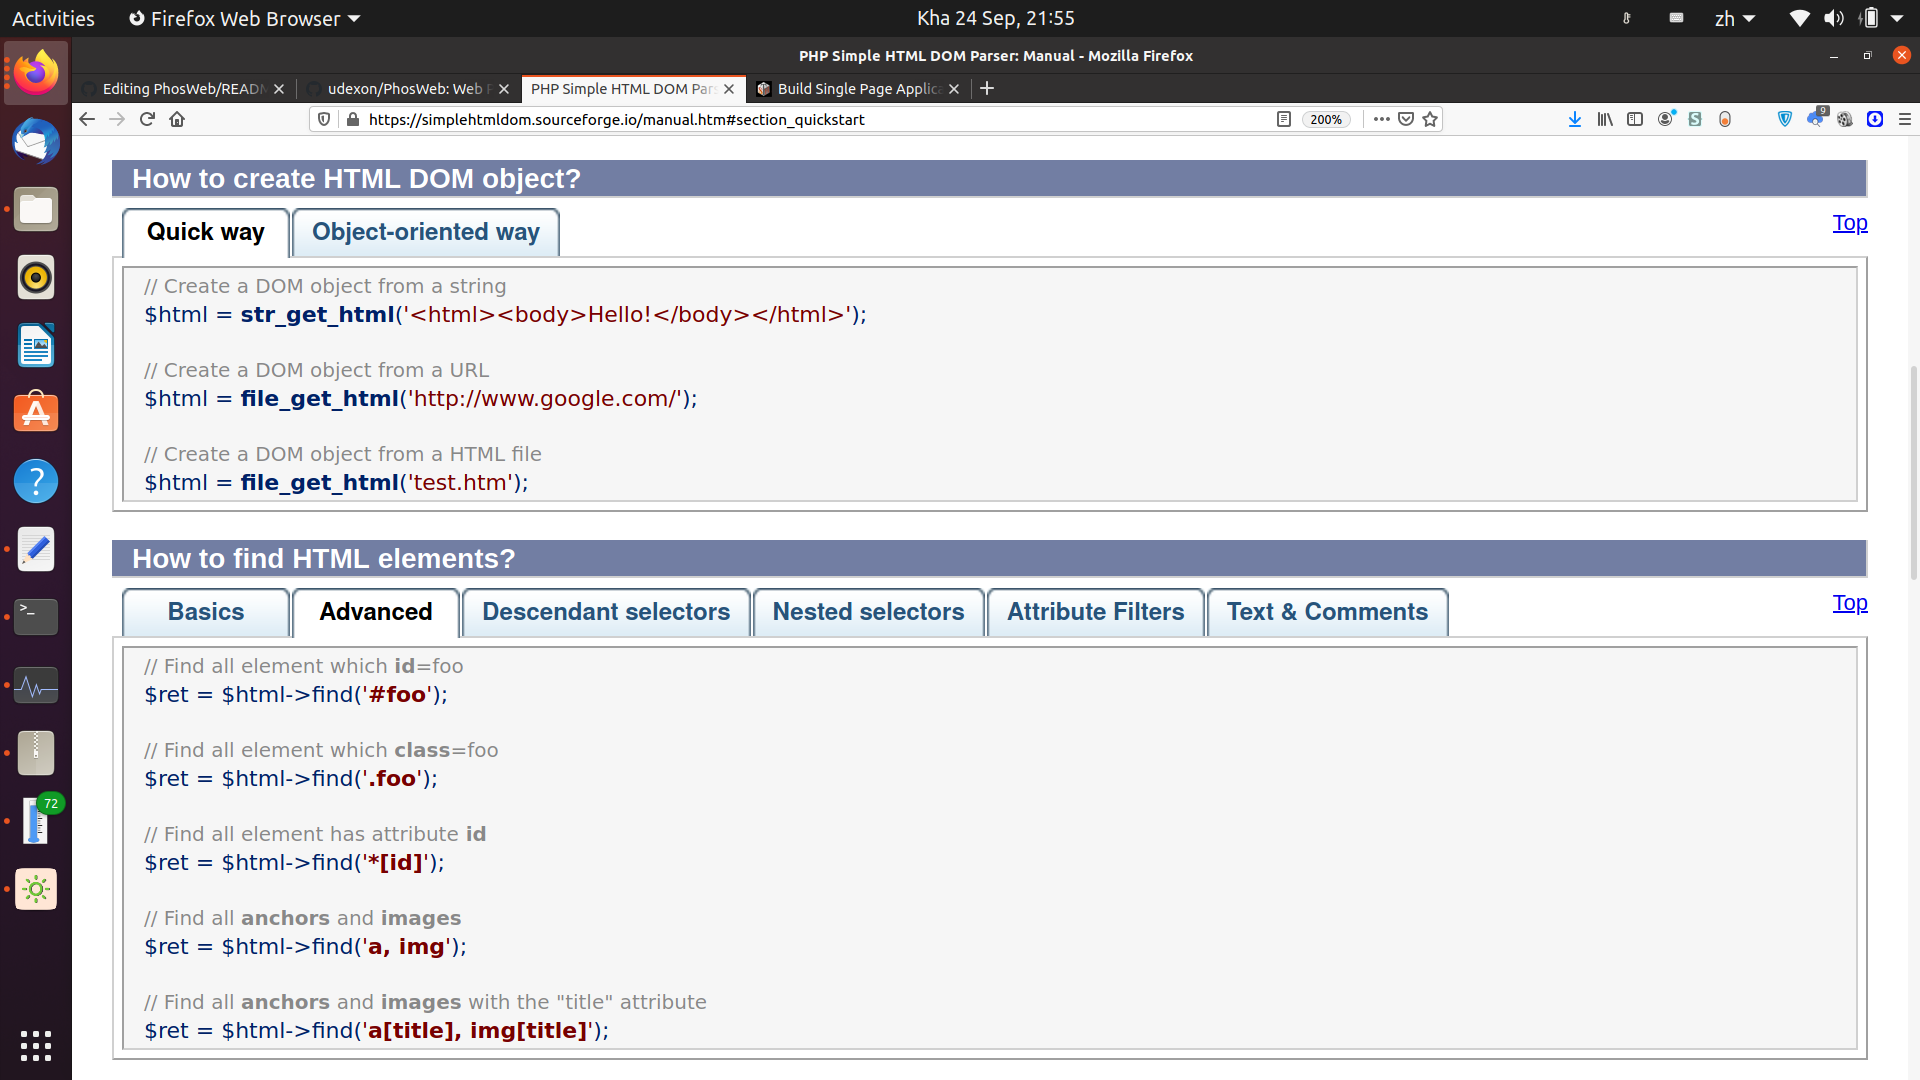 Activities
Firefox Web Browser
Kha 24 Sep, 21:55
zh
PHP Simple HTML DOM Parser: Manual - Mozilla Firefox
Editing PhosWeb/READM
udexon/PhosWeb: Web
PHP Simple HTML DOM Pars
Build Single Page Applica
https://simplehtmldom.sourceforge.io/manual.htm#section_quickstart
200%
9
How to create HTML DOM object?
Quick way
Object-oriented way
Top
// Create a DOM object from a string
$html = str_get_html('<html><body>Hello!</body></html>');
// Create a DOM object from a URL
$html = file_get_html('http://www.google.com/');
// Create a DOM object from a HTML file
$html = file_get_html('test.htm');
How to find HTML elements?
Basics
Advanced
Descendant selectors
Nested selectors
Attribute Filters
Text & Comments
Top
// Find all element which id=foo
$ret = $html->find('#foo');
// Find all element which class=foo
$ret = $html->find('.foo');
// Find all element has attribute id
$ret = $html->find('*[id]');
// Find all anchors and images
$ret = $html->find('a, img');
// Find all anchors and images with the "title" attribute
$ret = $html->find('a[title], img[title]');
72